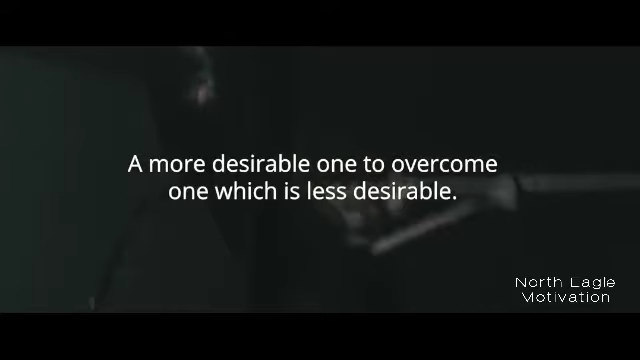 A more desirable one to overcome
one which is less desirable.
North Lagle
Motivation